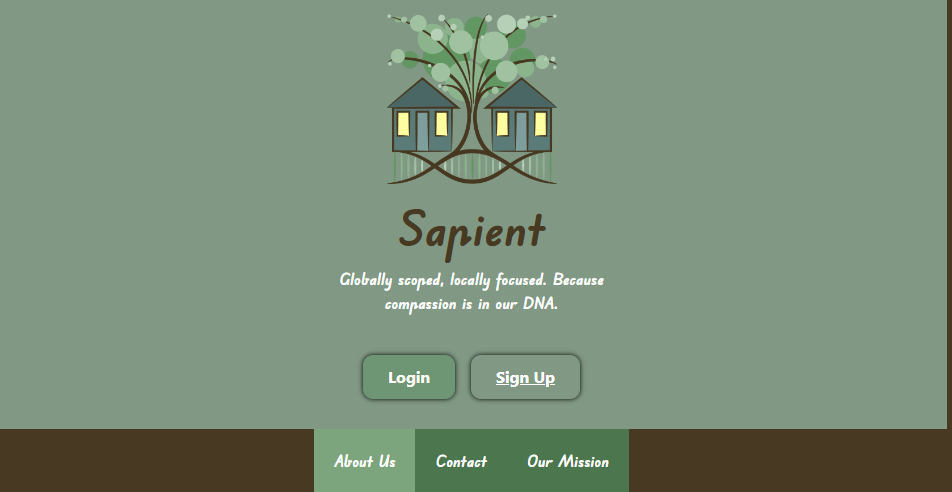 Sapient
Globally scoped, locally focused. Because
compassion is in our DNA.
Login
Sign Up
About Us
Contact
Our Mission